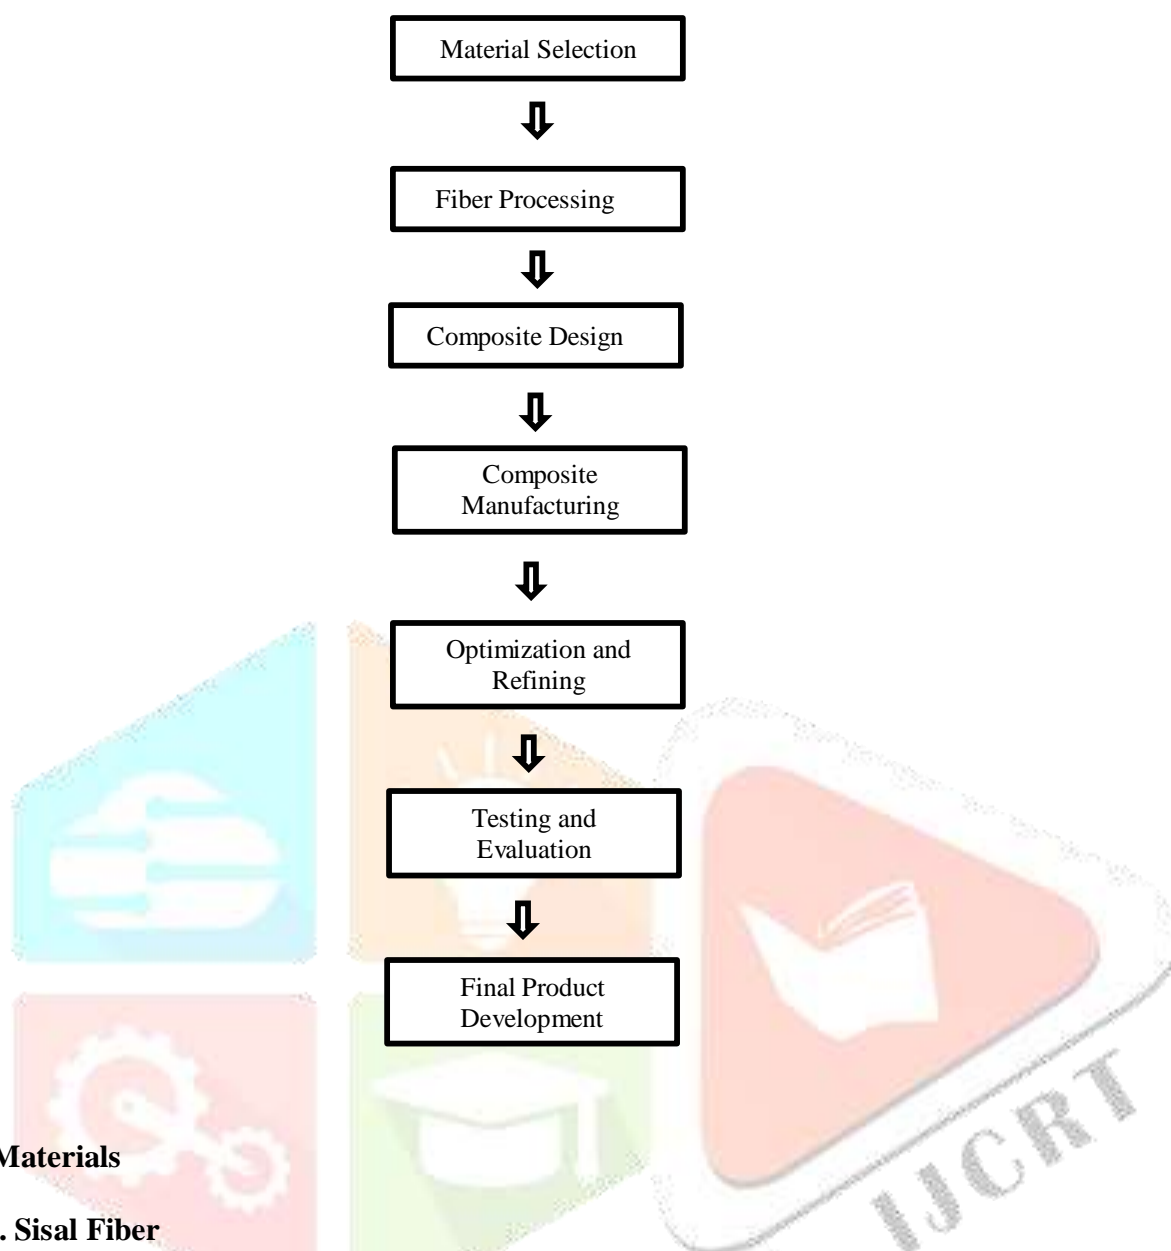 Material Selection
Fiber Processing
Composite Design
Composite
Manufacturing
Optimization and
Refining
Testing and
Evaluation
Final Product
Development
Materials
. Sisal Fiber
IJCRT